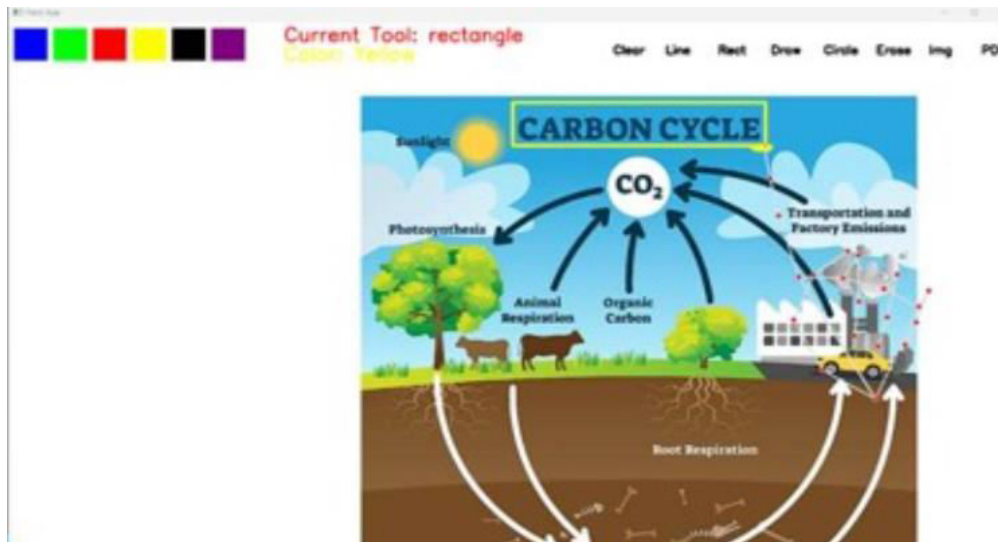 Current Tool: rectangle
Color: Yellow
Clear Line Rect Draw Circle Erase Img PD
CARBON CYCLE
Sunlight
CO₂
Transportation and
Factory Emissions
Photosynthesis
Animal
Respiration
Organic
Carbon
Root Respiration